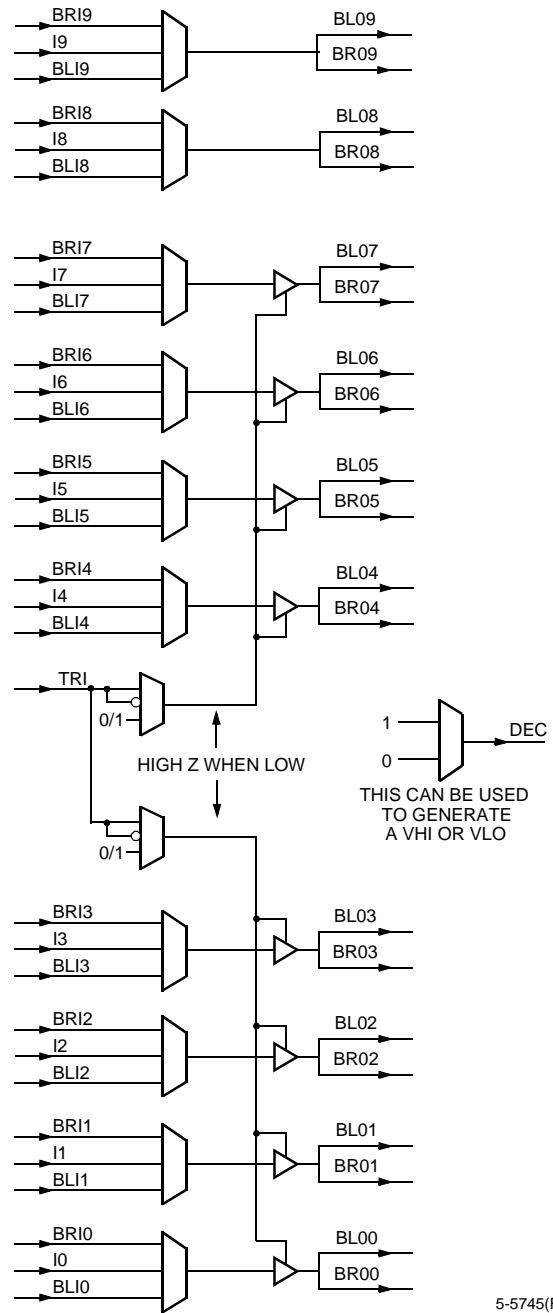 BRI9
BL09
I9
BR09
BLI9
BRI8
BL08
I8
BR08
BLI8
BRI7
BL07
I7
BR07
BLI7
BRI6
BL06
I6
BR06
BLI6
BRI5
BL05
I5
BR05
BLI5
BRI4
BL04
I4
BR04
BLI4
TRI
0/1
HIGH Z WHEN LOW
1
0
DEC
THIS CAN BE USED
TO GENERATE
A VHI OR VLO
0/1
BRI3
BL03
I3
BR03
BLI3
BRI2
BL02
I2
BR02
BLI2
BRI1
BL01
I1
BR01
BLI1
BRI0
BL00
I0
BR00
BLI0
5-5745(F